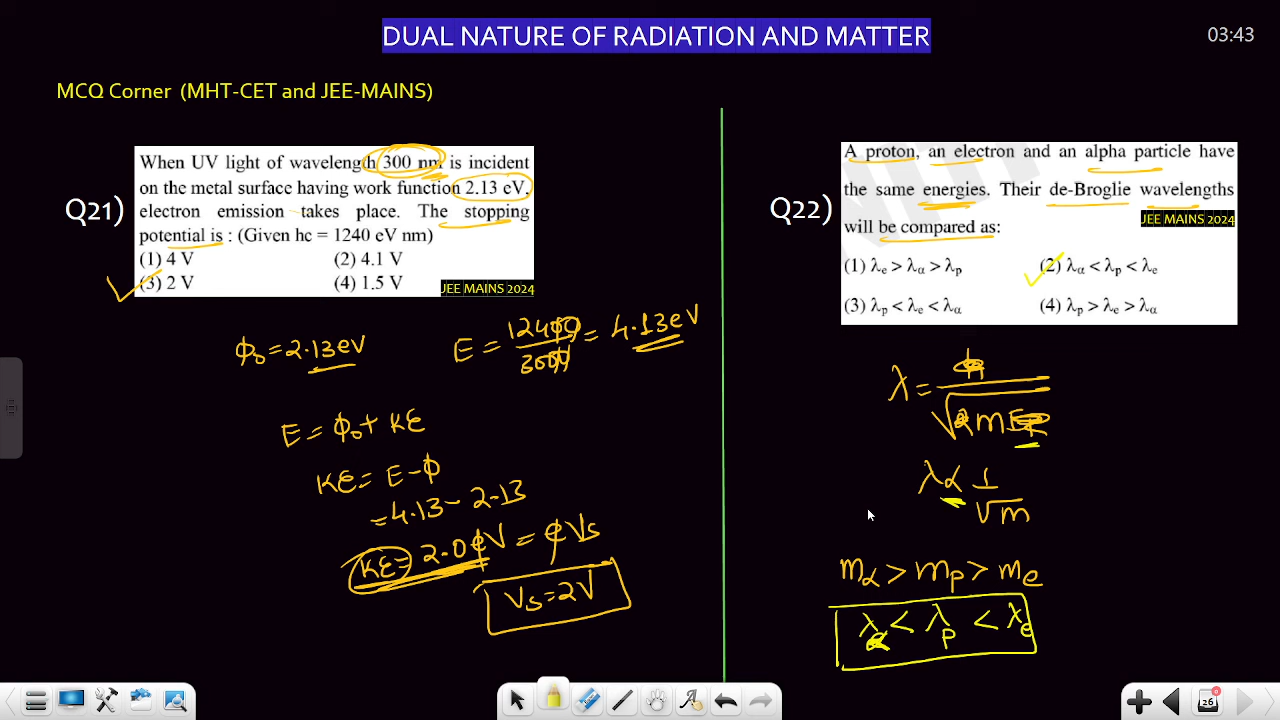 DUAL NATURE OF RADIATION AND MATTER
03:43
MCQ Corner (MHT-CET and JEE-MAINS)
Q21)
When UV light of wavelength 300 nm is incident
on the metal surface having work function 2.13 eV,
electron emission takes place. The stopping
potential is : (Given hc = 1240 eV nm)
(1) 4 V (2) 4.1 V
(3) 2 V (4) 1.5 V
JEE MAINS 2024
ϕ₀ = 2.13eV
E = 12400/3000 = 4.13eV
E = ϕ₀ + KE
KE = E - ϕ
= 4.13 - 2.13
KE = 2.0 eV = eVs
Vs = 2V
Q22)
A proton, an electron and an alpha particle have
the same energies. Their de-Broglie wavelengths
will be compared as:
JEE MAINS 2024
(1) λe > λα > λp (2) λα < λp < λe
(3) λp < λe < λα (4) λp > λe > λα
λ = h/√2mE
λ ∝ 1/√m
mα > mp > me
λα < λp < λe
26